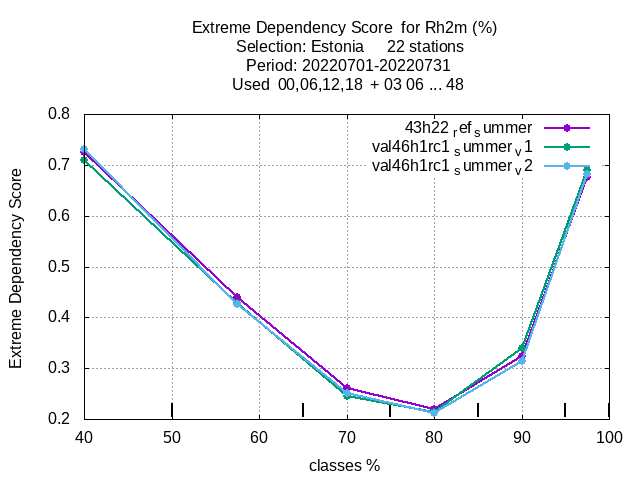 Extreme Dependency Score  for Rh2m (%)
Selection: Estonia     22 stations
Period: 20220701-20220731
Used  00,06,12,18  + 03 06 ... 48
43h22 ref summer
val46h1rc1 summer v1
val46h1rc1 summer v2
Extreme Dependency Score
0.8
0.7
0.6
0.5
0.4
0.3
0.2
40 50 60 70 80 90 100
classes %